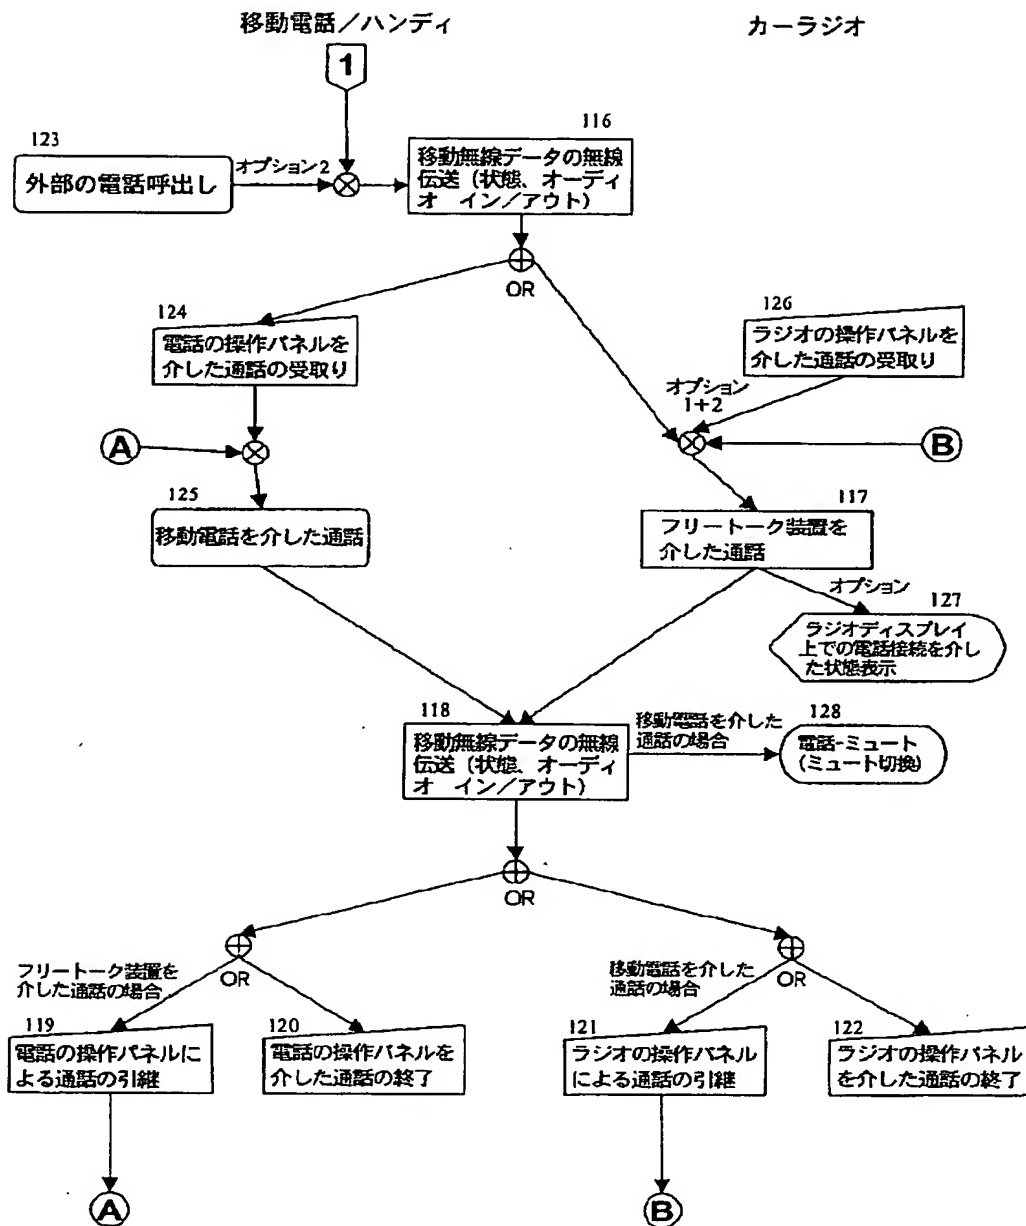 移動電話／ハンディ
カーラジオ
1
123
外部の電話呼出し
オプション2
116
移動無線データの無線
伝送（状態、オーディ
オ　イン／アウト）
OR
124
電話の操作パネルを
介した通話の受取り
126
ラジオの操作パネルを
介した通話の受取り
オプション
1+2
A
B
125
移動電話を介した通話
117
フリートーク装置を
介した通話
オプション
127
ラジオディスプレイ
上での電話接続を介し
た状態表示
118
移動無線データの無線
伝送（状態、オーディ
オ　イン／アウト）
移動電話を介した
通話の場合
128
電話-ミュート
(ミュート切換)
OR
OR
OR
フリートーク装置を
介した通話の場合
移動電話を介した
通話の場合
119
電話の操作パネルに
よる通話の引継
120
電話の操作パネルを
介した通話の終了
121
ラジオの操作パネル
による通話の引継
122
ラジオの操作パネル
を介した通話の終了
A
B